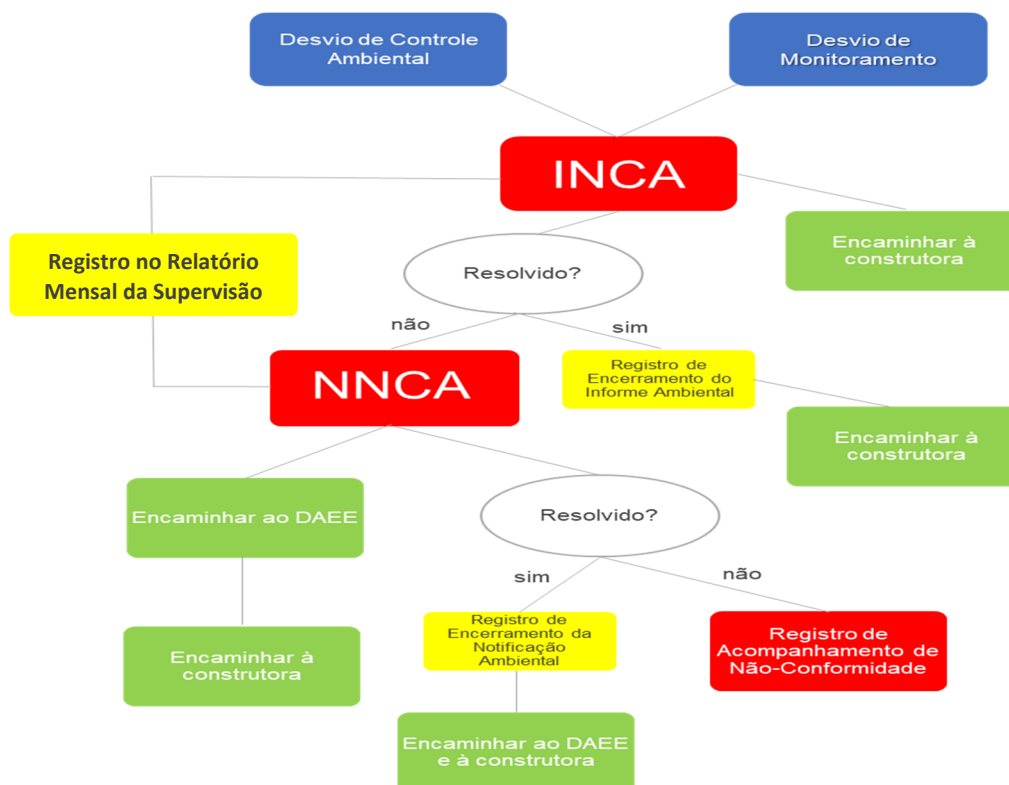 Desvio de Controle
Ambiental
Desvio de
Monitoramento
INCA
Encaminhar à
construtora
Registro no Relatório
Mensal da Supervisão
Resolvido?
não
sim
NNCA
Registro de
Encerramento do
Informe Ambiental
Encaminhar à
construtora
Encaminhar ao DAEE
Resolvido?
sim
não
Encaminhar à
construtora
Registro de
Encerramento da
Notificação
Ambiental
Registro de
Acompanhamento de
Não-Conformidade
Encaminhar ao DAEE
e à construtora